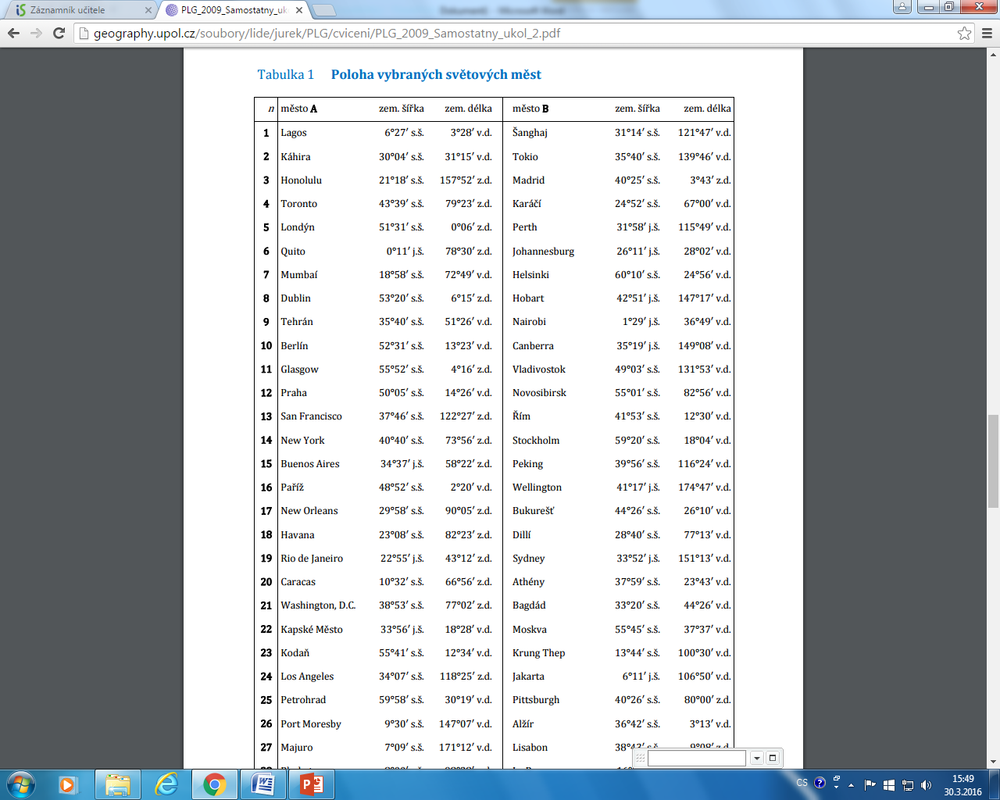 Záznamník učitele
PLG_2009_Samostatny_uk
geography.upol.cz/soubory/lide/jurek/PLG/cviceni/PLG_2009_Samostatny_ukol_2.pdf
Tabulka 1 Poloha vybraných světových měst
n město A zem. šířka zem. délka město B zem. šířka zem. délka
1 Lagos 6°27′ s.š. 3°28′ v.d. Šanghaj 31°14′ s.š. 121°47′ v.d.
2 Káhira 30°04′ s.š. 31°15′ v.d. Tokio 35°40′ s.š. 139°46′ v.d.
3 Honolulu 21°18′ s.š. 157°52′ z.d. Madrid 40°25′ s.š. 3°43′ z.d.
4 Toronto 43°39′ s.š. 79°23′ z.d. Karáčí 24°52′ s.š. 67°00′ v.d.
5 Londýn 51°31′ s.š. 0°06′ z.d. Perth 31°58′ j.š. 115°49′ v.d.
6 Quito 0°11′ j.š. 78°30′ z.d. Johannesburg 26°11′ j.š. 28°02′ v.d.
7 Mumbaí 18°58′ s.š. 72°49′ v.d. Helsinki 60°10′ s.š. 24°56′ v.d.
8 Dublin 53°20′ s.š. 6°15′ z.d. Hobart 42°51′ j.š. 147°17′ v.d.
9 Tehrán 35°40′ s.š. 51°26′ v.d. Nairobi 1°29′ j.š. 36°49′ v.d.
10 Berlín 52°31′ s.š. 13°23′ v.d. Canberra 35°19′ j.š. 149°08′ v.d.
11 Glasgow 55°52′ s.š. 4°16′ z.d. Vladivostok 49°03′ s.š. 131°53′ v.d.
12 Praha 50°05′ s.š. 14°26′ v.d. Novosibirsk 55°01′ s.š. 82°56′ v.d.
13 San Francisco 37°46′ s.š. 122°27′ z.d. Řím 41°53′ s.š. 12°30′ v.d.
14 New York 40°40′ s.š. 73°56′ z.d. Stockholm 59°20′ s.š. 18°04′ v.d.
15 Buenos Aires 34°37′ j.š. 58°22′ z.d. Peking 39°56′ s.š. 116°24′ v.d.
16 Paříž 48°52′ s.š. 2°20′ v.d. Wellington 41°17′ j.š. 174°47′ v.d.
17 New Orleans 29°58′ s.š. 90°05′ z.d. Bukurešť 44°26′ s.š. 26°10′ v.d.
18 Havana 23°08′ s.š. 82°23′ z.d. Dillí 28°40′ s.š. 77°13′ v.d.
19 Rio de Janeiro 22°55′ j.š. 43°12′ z.d. Sydney 33°52′ j.š. 151°13′ v.d.
20 Caracas 10°32′ s.š. 66°56′ z.d. Athény 37°59′ s.š. 23°43′ v.d.
21 Washington, D.C. 38°53′ s.š. 77°02′ z.d. Bagdád 33°20′ s.š. 44°26′ v.d.
22 Kapské Město 33°56′ j.š. 18°28′ v.d. Moskva 55°45′ s.š. 37°37′ v.d.
23 Kodaň 55°41′ s.š. 12°34′ v.d. Krung Thep 13°44′ s.š. 100°30′ v.d.
24 Los Angeles 34°07′ s.š. 118°25′ z.d. Jakarta 6°11′ j.š. 106°50′ v.d.
25 Petrohrad 59°58′ s.š. 30°19′ v.d. Pittsburgh 40°26′ s.š. 80°00′ z.d.
26 Port Moresby 9°30′ s.š. 147°07′ v.d. Alžír 36°42′ s.š. 3°13′ v.d.
27 Majuro 7°09′ s.š. 171°12′ v.d. Lisabon
CS
15:49
30.3.2016